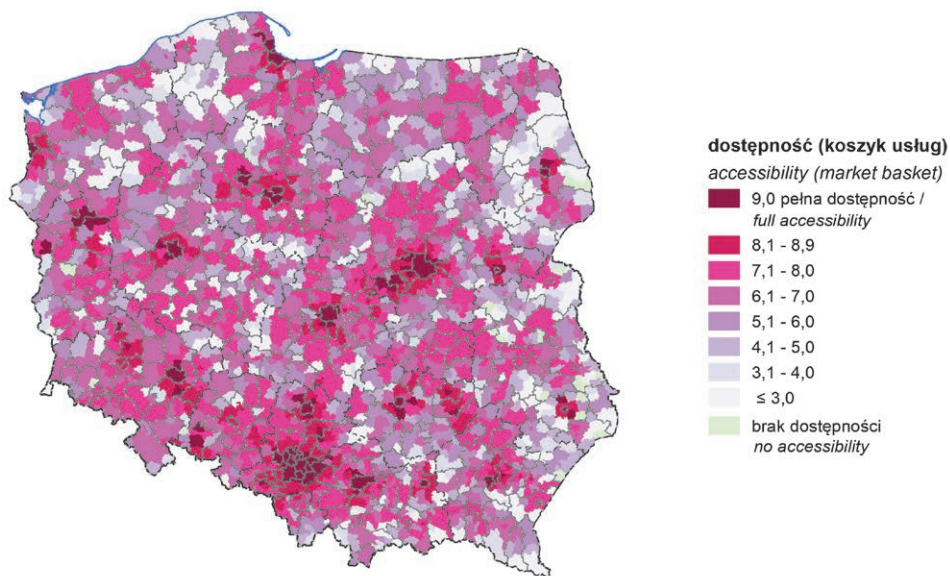 dostępność (koszyk usług)
accessibility (market basket)
9,0 pełna dostępność /
full accessibility
8,1 - 8,9
7,1 - 8,0
6,1 - 7,0
5,1 - 6,0
4,1 - 5,0
3,1 - 4,0
≤ 3,0
brak dostępności
no accessibility